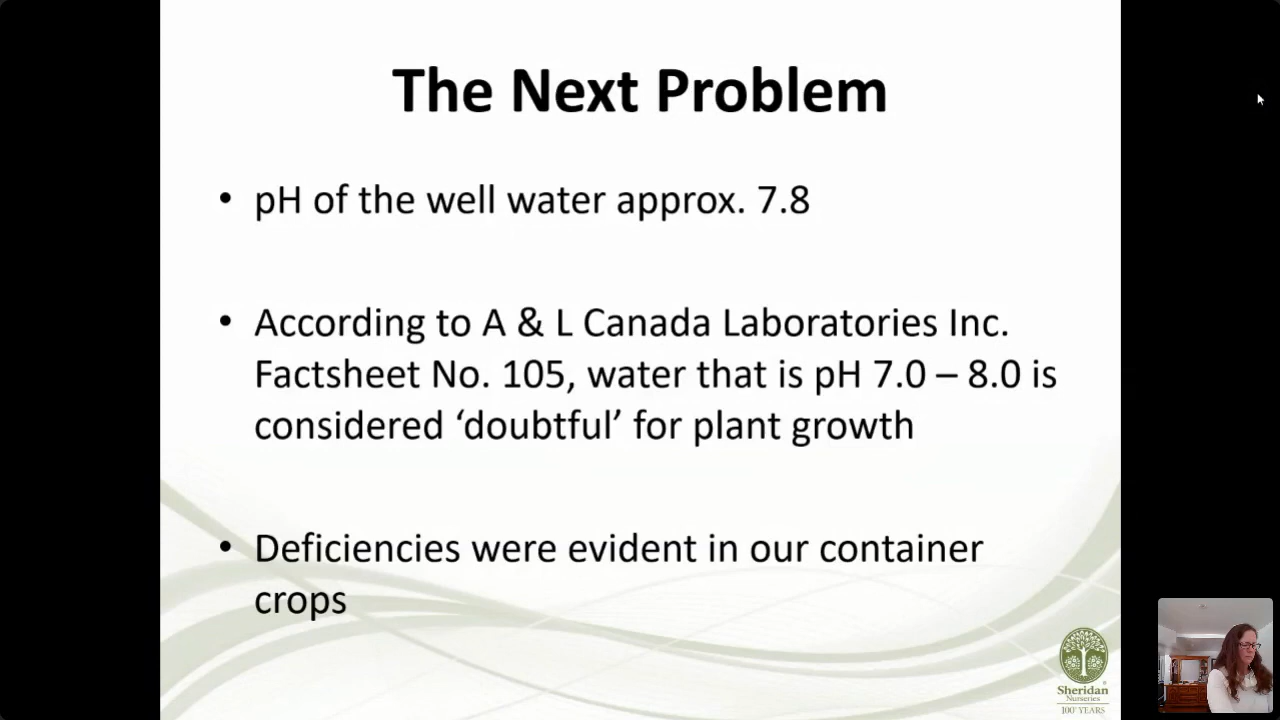 The Next Problem
• pH of the well water approx. 7.8
• According to A & L Canada Laboratories Inc.
Factsheet No. 105, water that is pH 7.0 – 8.0 is
considered ‘doubtful’ for plant growth
• Deficiencies were evident in our container
crops
Sheridan
Nurseries
100 YEARS